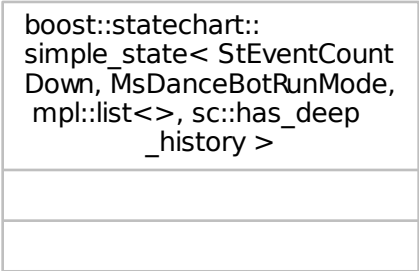 boost::statechart::
simple_state< StEventCount
Down, MsDanceBotRunMode,
mpl::list<>, sc::has_deep
_history >